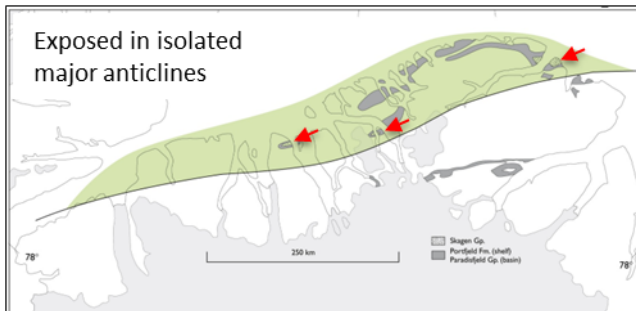 Exposed in isolated
major anticlines
78°
250 km
Skagen Gp.
Portfjeld Fm. (shelf)
Paradisfjeld Gp. (basin)
78°